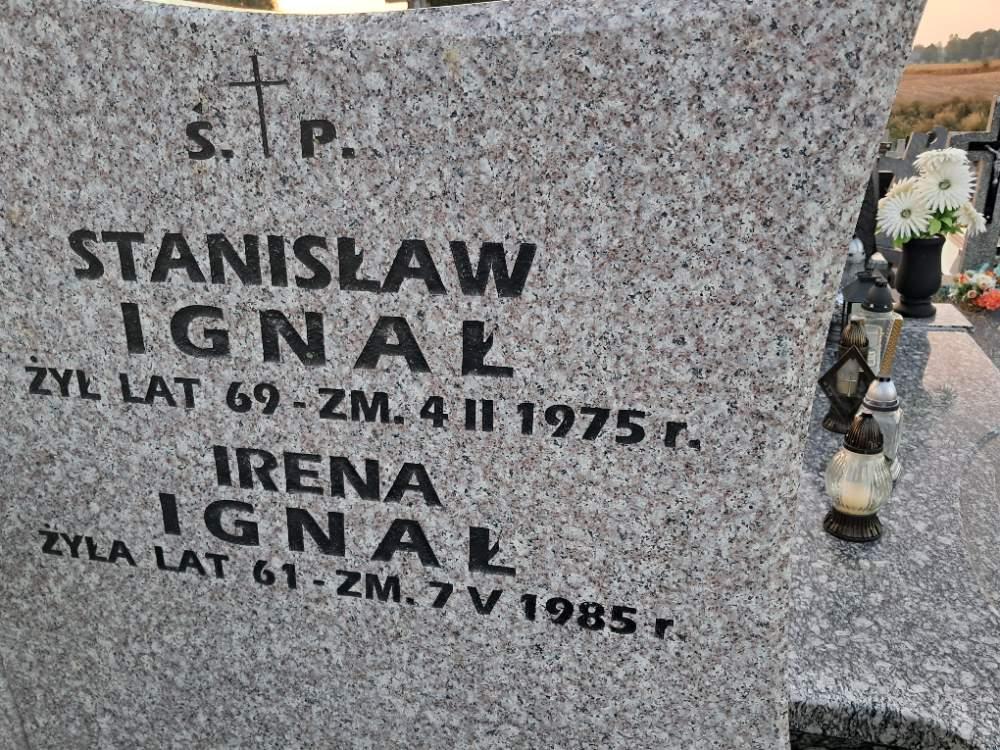 Ś. P.
STANISŁAW
IGNAŁ
ŻYŁ LAT 69 - ZM. 4 II 1975 r.
IRENA
IGNAŁ
ŻYŁA LAT 61 - ZM. 7 V 1985 r.